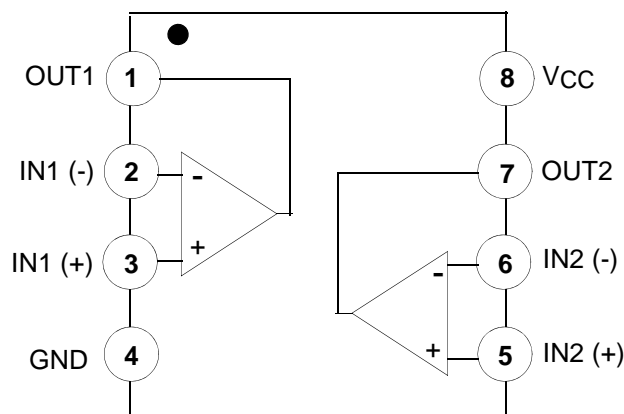 OUT1 1
8 VCC
IN1 (-) 2 -
7 OUT2
IN1 (+) 3 +
- 6 IN2 (-)
GND 4
+ 5 IN2 (+)